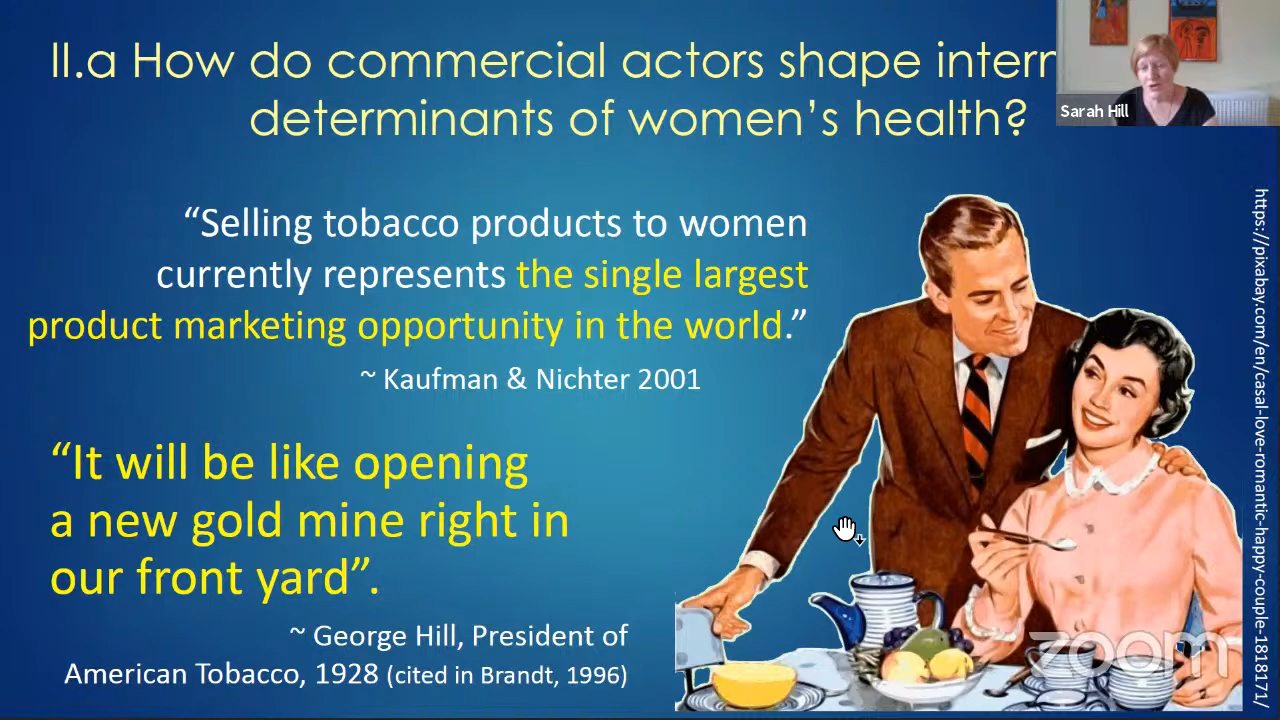 II.a How do commercial actors shape
determinants of women’s health?
Sarah Hill
“Selling tobacco products to women
currently represents the single largest
product marketing opportunity in the world.”
~ Kaufman & Nichter 2001
“It will be like opening
a new gold mine right in
our front yard”.
~ George Hill, President of
American Tobacco, 1928 (cited in Brandt, 1996)
https://pixabay.com/en/casal-love-romantic-happy-couple-1818171/
zoom